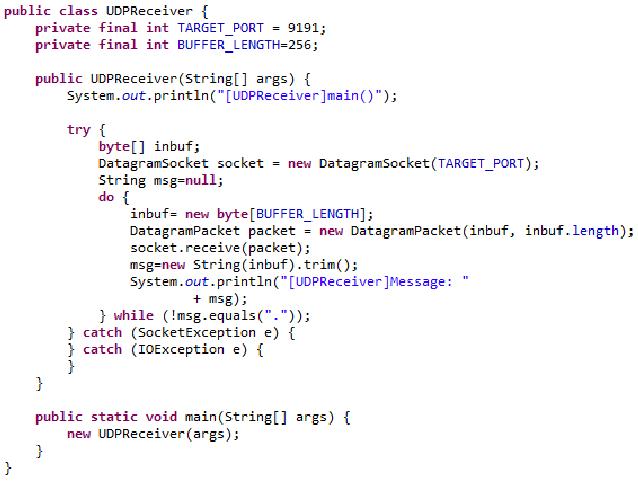 public class UDPReceiver {
    private final int TARGET_PORT = 9191;
    private final int BUFFER_LENGTH=256;

    public UDPReceiver(String[] args) {
        System.out.println("[UDPReceiver]main()");

        try {
            byte[] inbuf;
            DatagramSocket socket = new DatagramSocket(TARGET_PORT);
            String msg=null;
            do {
                inbuf= new byte[BUFFER_LENGTH];
                DatagramPacket packet = new DatagramPacket(inbuf, inbuf.length);
                socket.receive(packet);
                msg=new String(inbuf).trim();
                System.out.println("[UDPReceiver]Message: "
                        + msg);
            } while (!msg.equals("."));
        } catch (SocketException e) {
        } catch (IOException e) {
        }
    }

    public static void main(String[] args) {
        new UDPReceiver(args);
    }
}